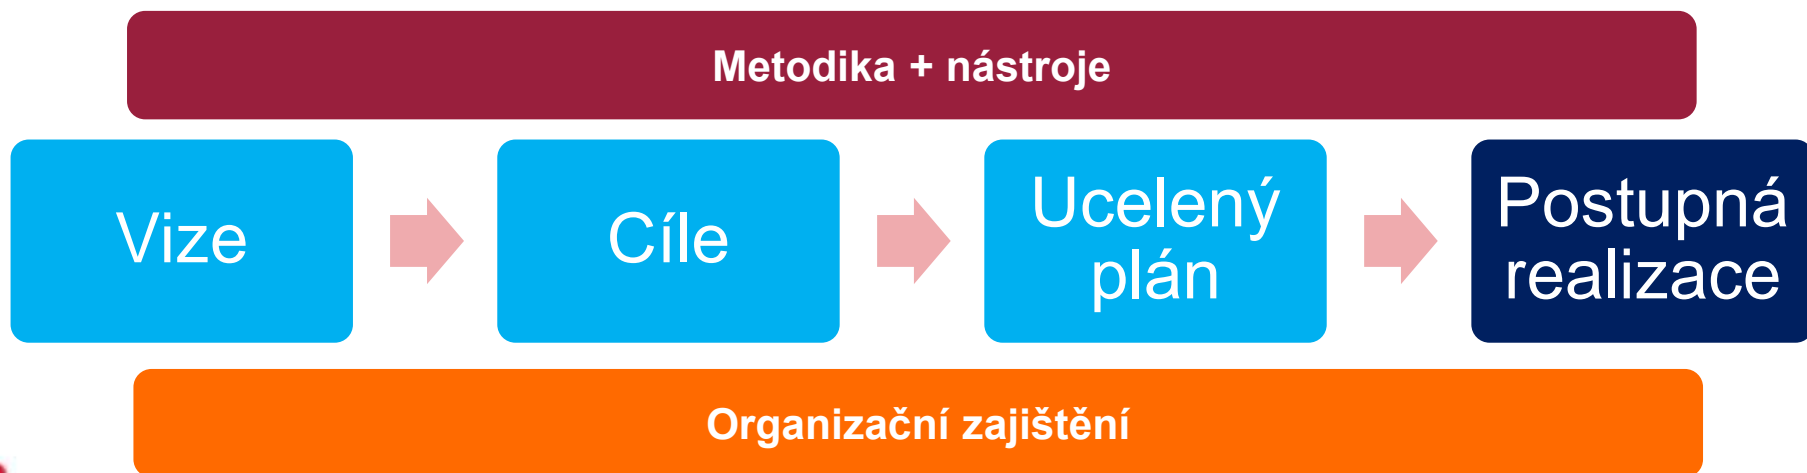 Metodika + nástroje
Vize
Cíle
Ucelený
plán
Postupná
realizace
Organizační zajištění